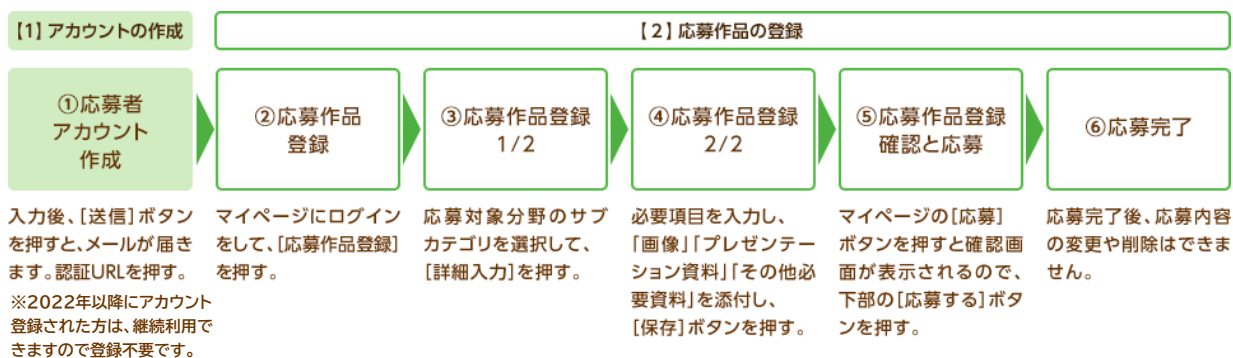 【1】アカウントの作成
【2】応募作品の登録
①応募者
アカウント
作成
入力後、[送信]ボタン
を押すと、メールが届き
ます。認証URLを押す。
※2022年以降にアカウント
登録された方は、継続利用で
きますので登録不要です。
②応募作品
登録
マイページにログイン
をして、[応募作品登録]
を押す。
③応募作品登録
1/2
応募対象分野のサブ
カテゴリを選択して、
[詳細入力]を押す。
④応募作品登録
2/2
必要項目を入力し、
「画像」「プレゼンテー
ション資料」「その他必
要資料」を添付し、
[保存]ボタンを押す。
⑤応募作品登録
確認と応募
マイページの[応募]
ボタンを押すと確認画
面が表示されるので、
下部の[応募する]ボタ
ンを押す。
⑥応募完了
応募完了後、応募内容
の変更や削除はできま
せん。